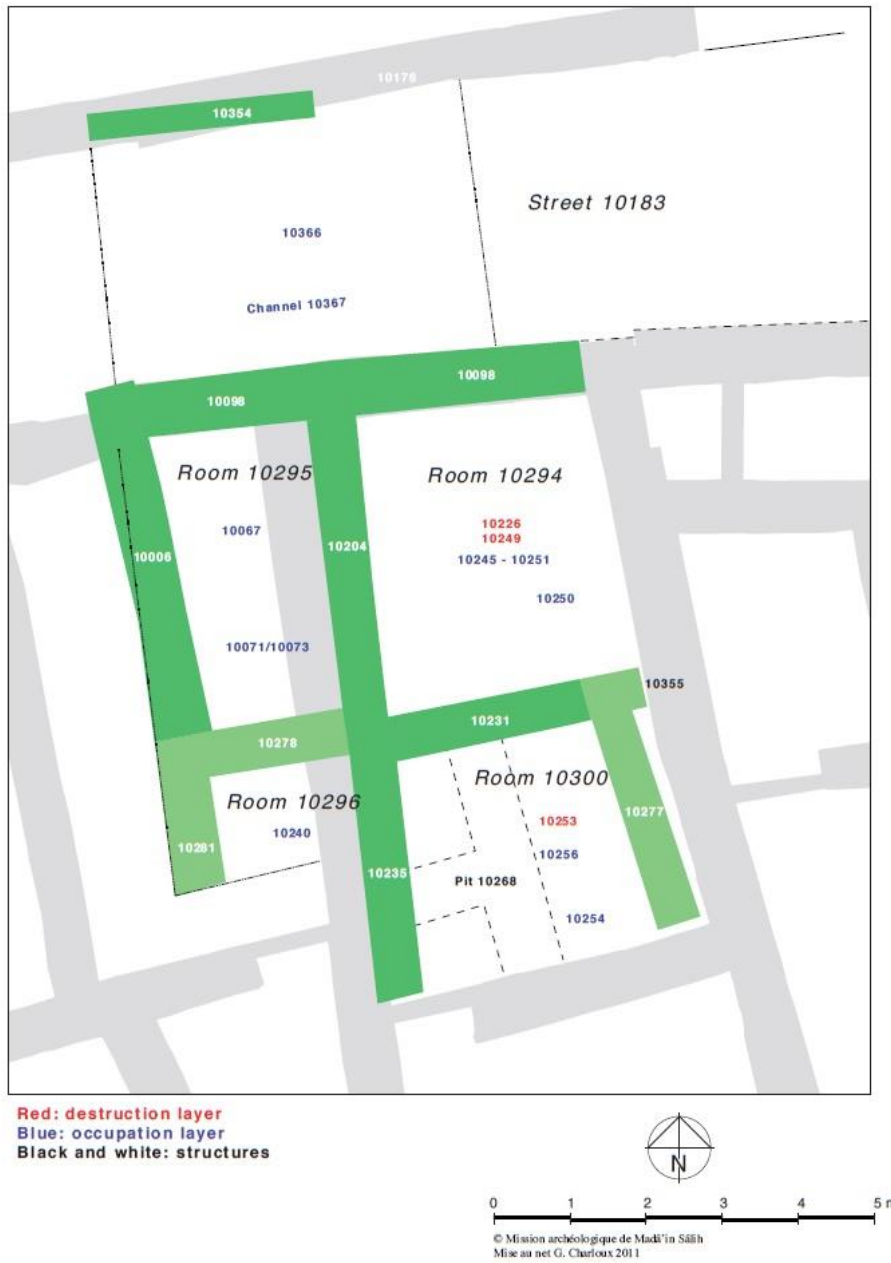 10176
10354
Street 10183
10366
Channel 10367
10098
10098
Room 10295
Room 10294
10226
10249
10067
10006
10204
10245 - 10251
10250
10071/10073
10355
10231
10278
Room 10300
Room 10296
10253
10277
10240
10281
10256
10235
Pit 10268
10254
Red: destruction layer
Blue: occupation layer
Black and white: structures
N
0 1 2 3 4 5 m
© Mission archéologique de Madâ'in Sâlih
Mise au net G. Charloux 2011